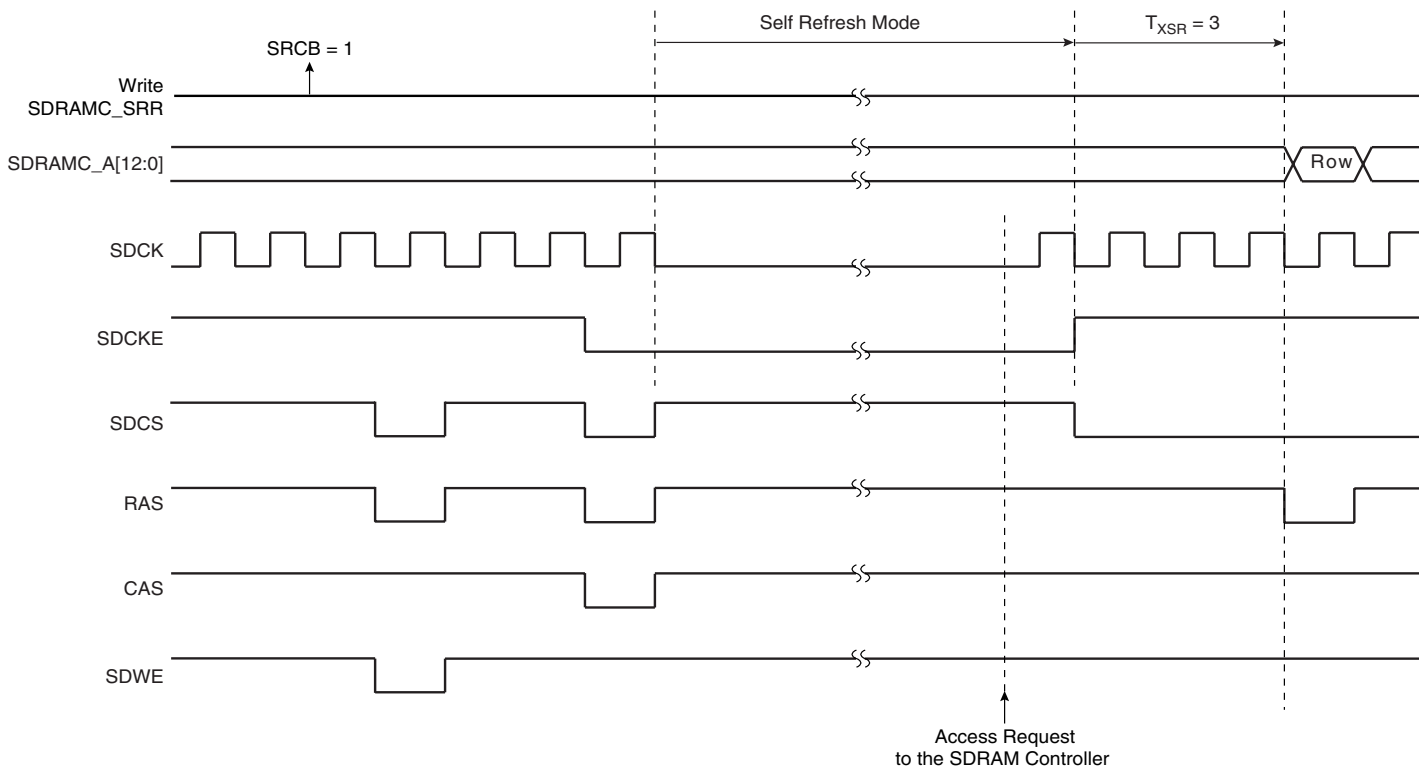 Self Refresh Mode
TXSR = 3
SRCB = 1
Write
SDRAMC_SRR
SDRAMC_A[12:0]
Row
SDCK
SDCKE
SDCS
RAS
CAS
SDWE
Access Request
to the SDRAM Controller